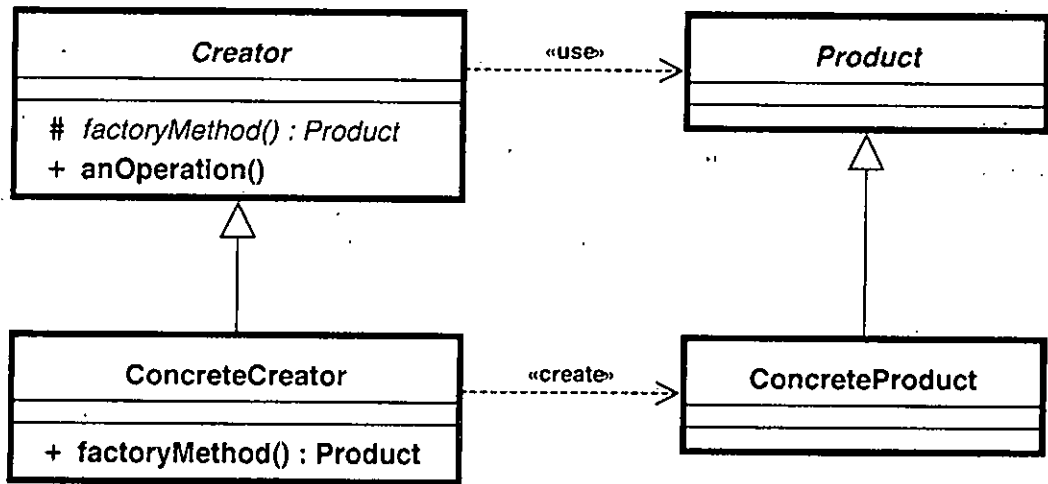 Creator
«use»
Product
# factoryMethod() : Product
+ anOperation()
ConcreteCreator
«create»
ConcreteProduct
+ factoryMethod() : Product